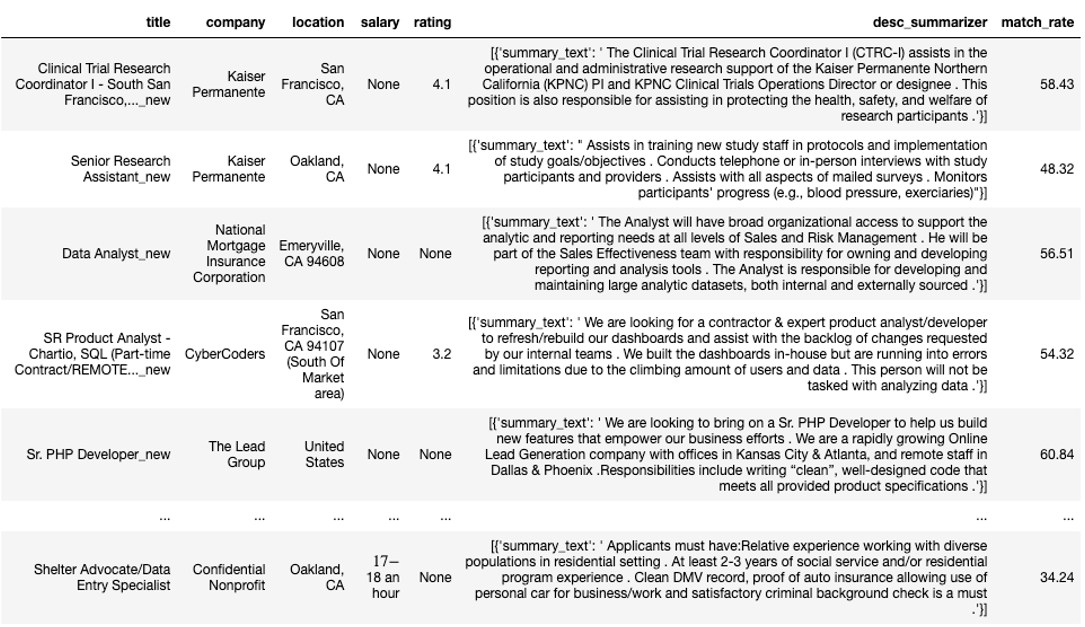 title company location salary rating desc_summarizer match_rate
Clinical Trial Research
Coordinator I - South San
Francisco,..._new
Kaiser
Permanente
San
Francisco,
CA
None
4.1
[{'summary_text': ' The Clinical Trial Research Coordinator I (CTRC-I) assists in the
operational and administrative research support of the Kaiser Permanente Northern
California (KPNC) PI and KPNC Clinical Trials Operations Director or designee . This
position is also responsible for assisting in protecting the health, safety, and welfare of
research participants .'}]
58.43
Senior Research
Assistant_new
Kaiser
Permanente
Oakland,
CA
None
4.1
[{'summary_text': " Assists in training new study staff in protocols and implementation
of study goals/objectives . Conducts telephone or in-person interviews with study
participants and providers . Assists with all aspects of mailed surveys . Monitors
participants' progress (e.g., blood pressure, exerciaries)"}]
48.32
Data Analyst_new
National
Mortgage
Insurance
Corporation
Emeryville,
CA 94608
None
None
[{'summary_text': ' The Analyst will have broad organizational access to support the
analytic and reporting needs at all levels of Sales and Risk Management . He will be
part of the Sales Effectiveness team with responsibility for owning and developing
reporting and analysis tools . The Analyst is responsible for developing and
maintaining large analytic datasets, both internal and externally sourced .'}]
56.51
SR Product Analyst -
Chartio, SQL (Part-time
Contract/REMOTE..._new
CyberCoders
San
Francisco,
CA 94107
(South Of
Market
area)
None
3.2
[{'summary_text': ' We are looking for a contractor & expert product analyst/developer
to refresh/rebuild our dashboards and assist with the backlog of changes requested
by our internal teams . We built the dashboards in-house but are running into errors
and limitations due to the climbing amount of users and data . This person will not be
tasked with analyzing data .'}]
54.32
Sr. PHP Developer_new
The Lead
Group
United
States
None
None
[{'summary_text': ' We are looking to bring on a Sr. PHP Developer to help us build
new features that empower our business efforts . We are a rapidly growing Online
Lead Generation company with offices in Kansas City & Atlanta, and remote staff in
Dallas & Phoenix .Responsibilities include writing “clean”, well-designed code that
meets all provided product specifications .'}]
60.84
... ... ... ... ... ... ...
Shelter Advocate/Data
Entry Specialist
Confidential
Nonprofit
Oakland,
CA
17−
18 an
hour
None
[{'summary_text': ' Applicants must have:Relative experience working with diverse
populations in residential setting . At least 2-3 years of social service and/or residential
program experience . Clean DMV record, proof of auto insurance allowing use of
personal car for business/work and satisfactory criminal background check is a must
.'}]
34.24